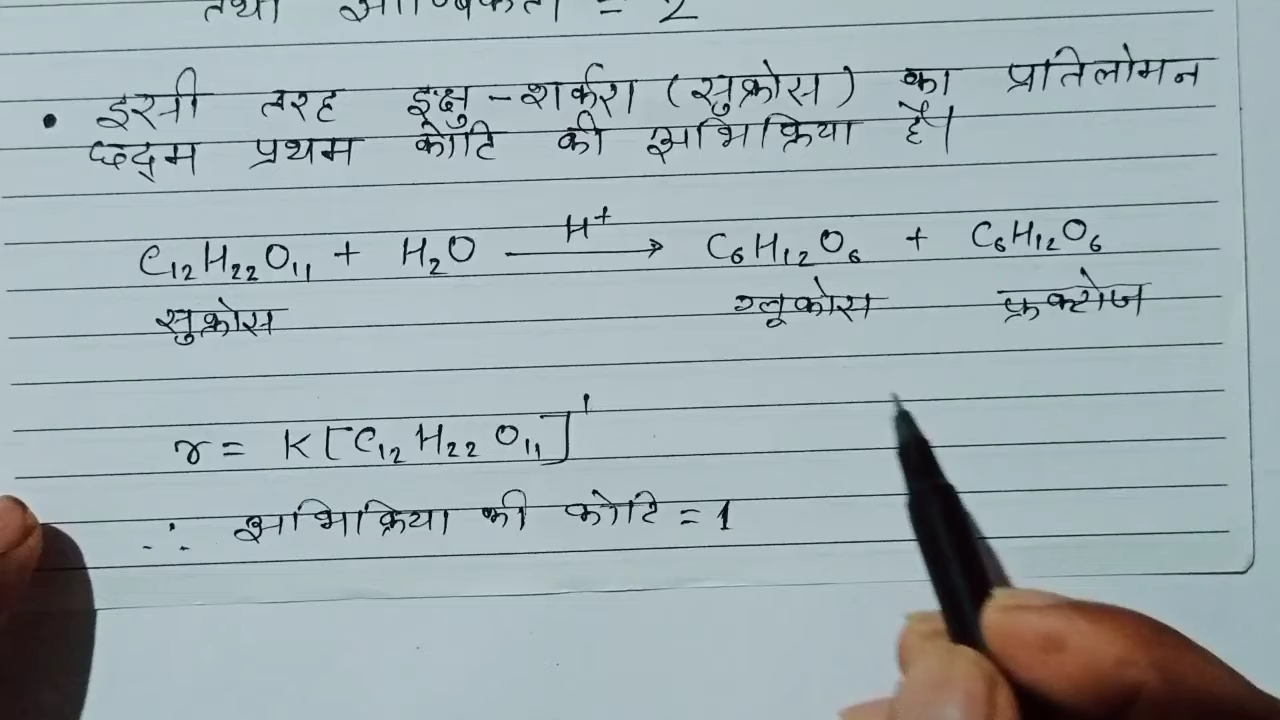 तथा आण्विकता = 2
• इसी तरह इक्षु-शर्करा (सुक्रोस) का प्रतिलोमन
छद्म प्रथम कोटि की अभिक्रिया है।
C₁₂H₂₂O₁₁ + H₂O —H⁺→ C₆H₁₂O₆ + C₆H₁₂O₆
सुक्रोस ग्लूकोस फ्रक्टोज
r = K[C₁₂H₂₂O₁₁]¹
∴ अभिक्रिया की कोटि = 1